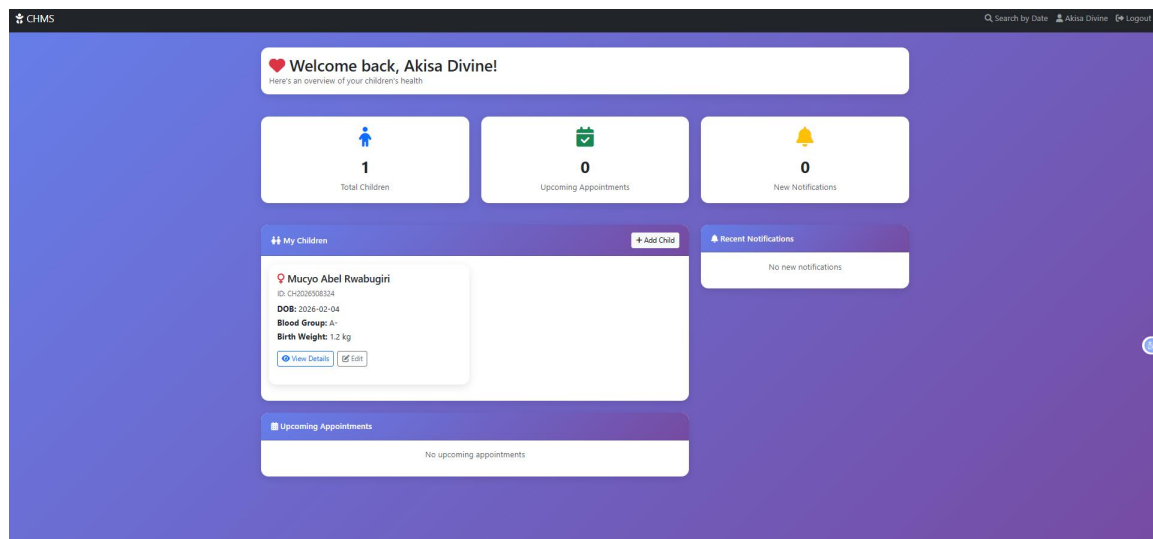 CHMS
Search by Date Akisa Divine Logout
Welcome back, Akisa Divine!
Here's an overview of your children's health
1
Total Children
0
Upcoming Appointments
0
New Notifications
My Children
+ Add Child
Mucyo Abel Rwabugiri
ID: CH2026508324
DOB: 2026-02-04
Blood Group: A-
Birth Weight: 1.2 kg
View Details Edit
Recent Notifications
No new notifications
Upcoming Appointments
No upcoming appointments